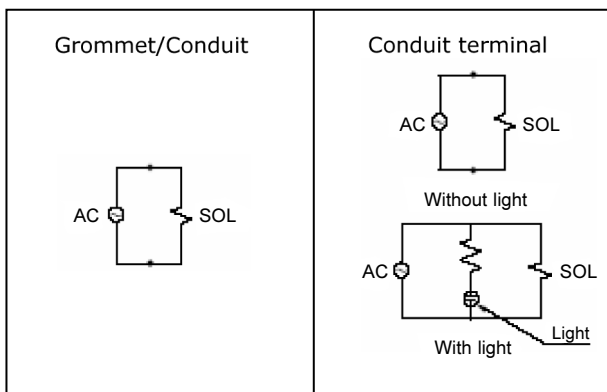 Grommet/Conduit
AC
SOL
Conduit terminal
AC
SOL
Without light
AC
SOL
Light
With light